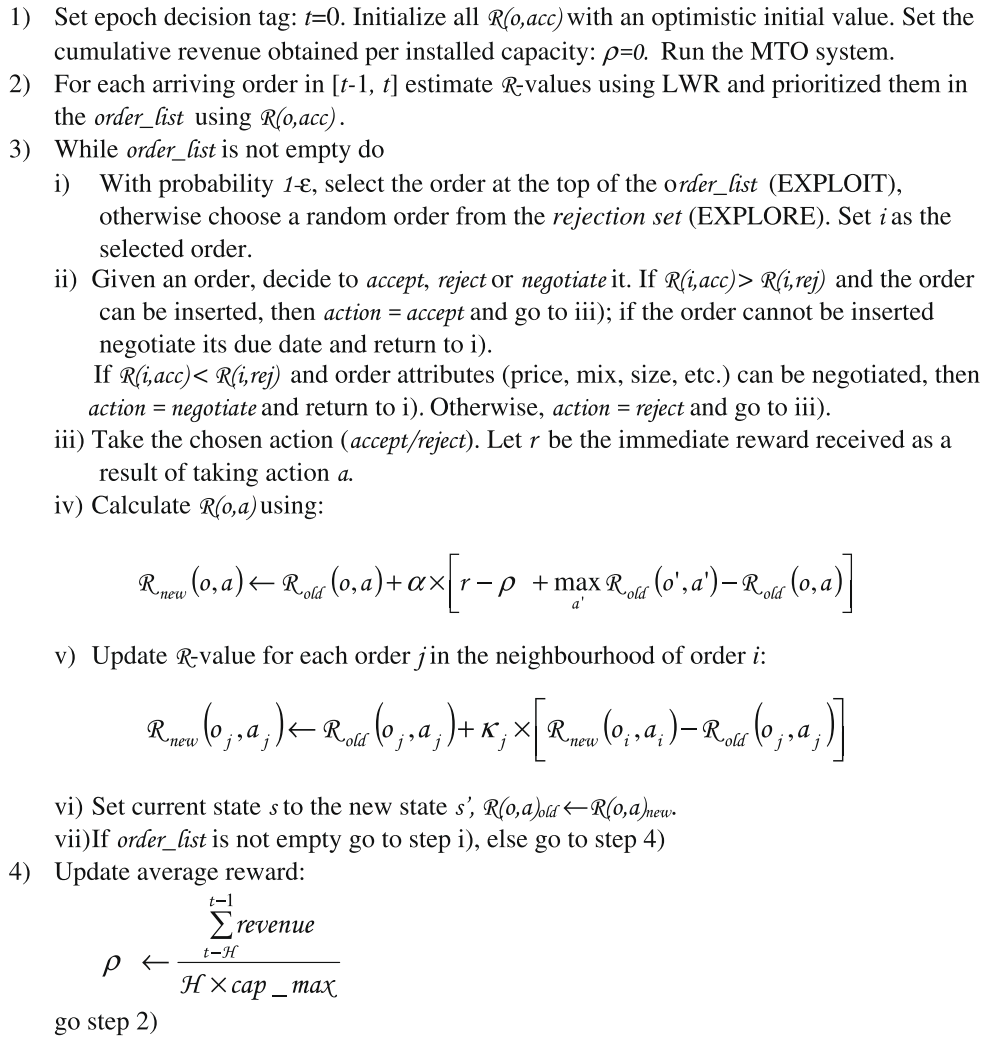 1) Set epoch decision tag: t=0. Initialize all ℛ(o,acc) with an optimistic initial value. Set the
cumulative revenue obtained per installed capacity: ρ=0. Run the MTO system.
2) For each arriving order in [t-1, t] estimate ℛ-values using LWR and prioritized them in
the order_list using ℛ(o,acc).
3) While order_list is not empty do
i) With probability 1-ε, select the order at the top of the order_list (EXPLOIT),
otherwise choose a random order from the rejection set (EXPLORE). Set i as the
selected order.
ii) Given an order, decide to accept, reject or negotiate it. If ℛ(i,acc)> ℛ(i,rej) and the order
can be inserted, then action = accept and go to iii); if the order cannot be inserted
negotiate its due date and return to i).
If ℛ(i,acc)< ℛ(i,rej) and order attributes (price, mix, size, etc.) can be negotiated, then
action = negotiate and return to i). Otherwise, action = reject and go to iii).
iii) Take the chosen action (accept/reject). Let r be the immediate reward received as a
result of taking action a.
iv) Calculate ℛ(o,a) using:
ℛ_new (o,a) ← ℛ_old (o,a) + α × [r − ρ + max_a' ℛ_old (o',a') − ℛ_old (o,a)]
v) Update ℛ-value for each order j in the neighbourhood of order i:
ℛ_new (o_j,a_j) ← ℛ_old (o_j,a_j) + κ_j × [ℛ_new (o_i,a_i) − ℛ_old (o_j,a_j)]
vi) Set current state s to the new state s', ℛ(o,a)old ← ℛ(o,a)new.
vii)If order_list is not empty go to step i), else go to step 4)
4) Update average reward:
t−1
∑ revenue
t−ℋ
ρ ←
ℋ × cap _ max
go step 2)